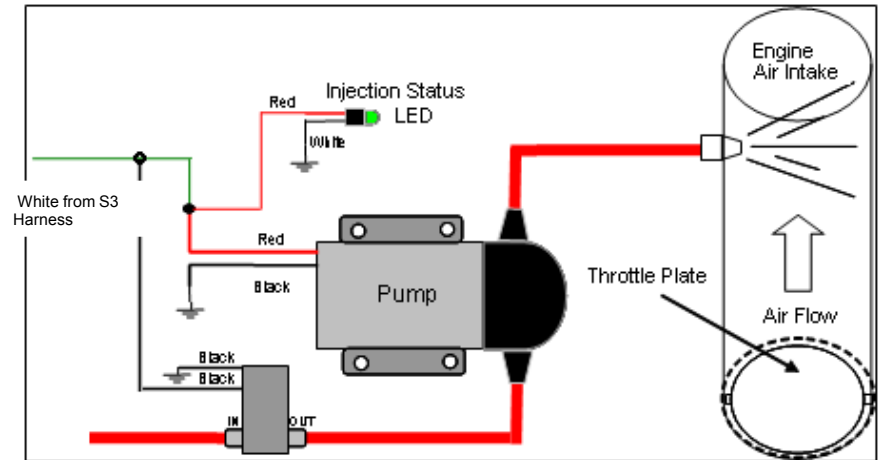 Engine
Air Intake
Injection Status
LED
Red
White
White from S3
Harness
Red
Black
Pump
Throttle Plate
Air Flow
Black
Black
IN
OUT